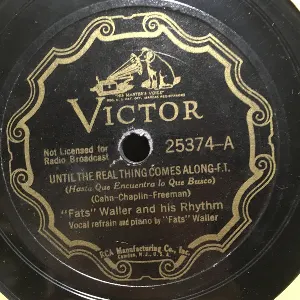 "HIS MASTER'S VOICE"
VICTOR
Not Licensed for
Radio Broadcast
25374-A
UNTIL THE REAL THING COMES ALONG-F.T.
(Hasta Que Encuentra lo Que Busco)
(Cahn-Chaplin-Freeman)
"Fats" Waller and his Rhythm
Vocal refrain and piano by "Fats" Waller
RCA Manufacturing Co., Inc.
Camden, N.J., U.S.A.